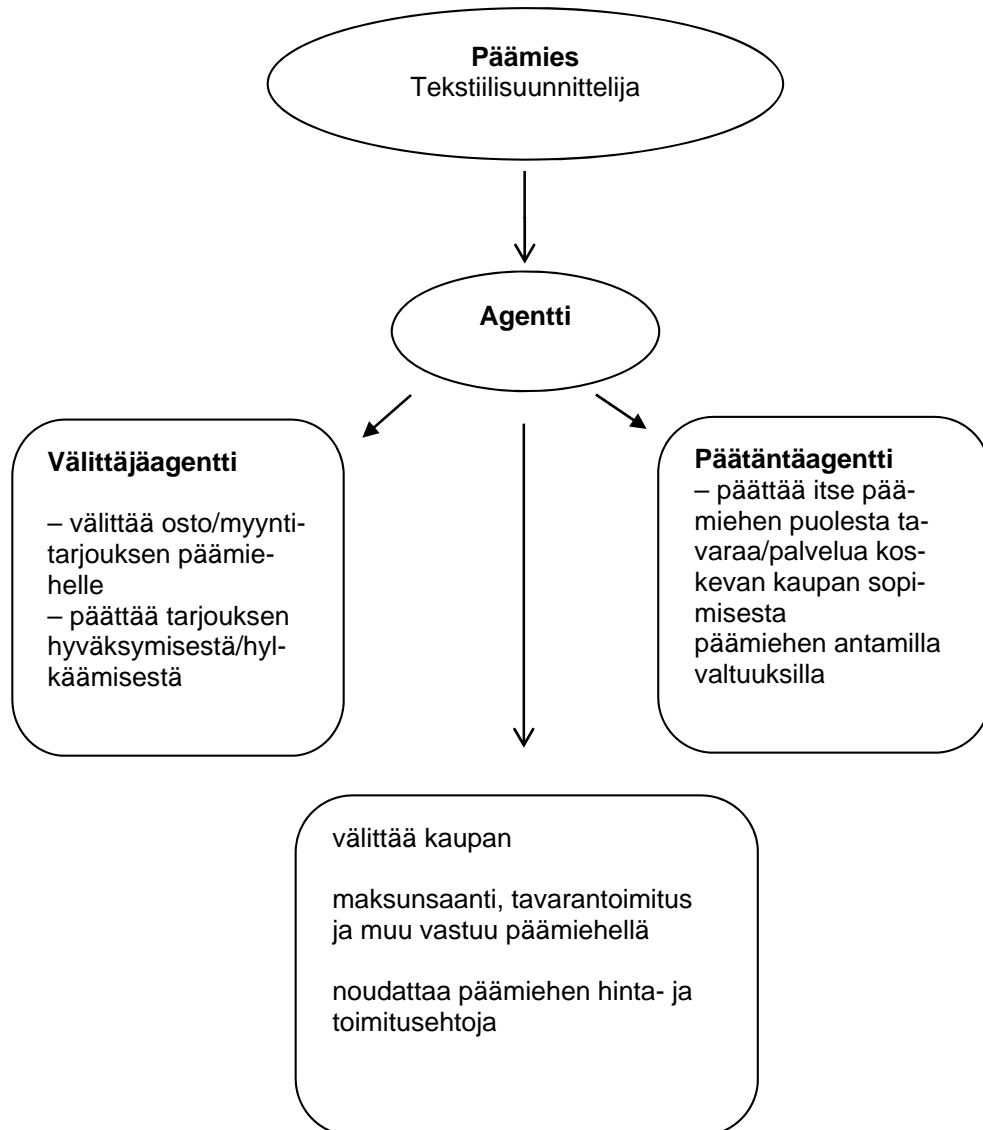 Päämies
Tekstiilisuunnittelija
Agentti
Välittäjäagentti
– välittää osto/myynti-
tarjouksen päämie-
helle
– päättää tarjouksen
hyväksymisestä/hyl-
käämisestä
Päätäntäagentti
– päättää itse pää-
miehen puolesta ta-
varaa/palvelua kos-
kevan kaupan sopi-
misesta
päämiehen antamilla
valtuuksilla
välittää kaupan
maksunsaanti, tavarantoimitus
ja muu vastuu päämiehellä
noudattaa päämiehen hinta- ja
toimitusehtoja